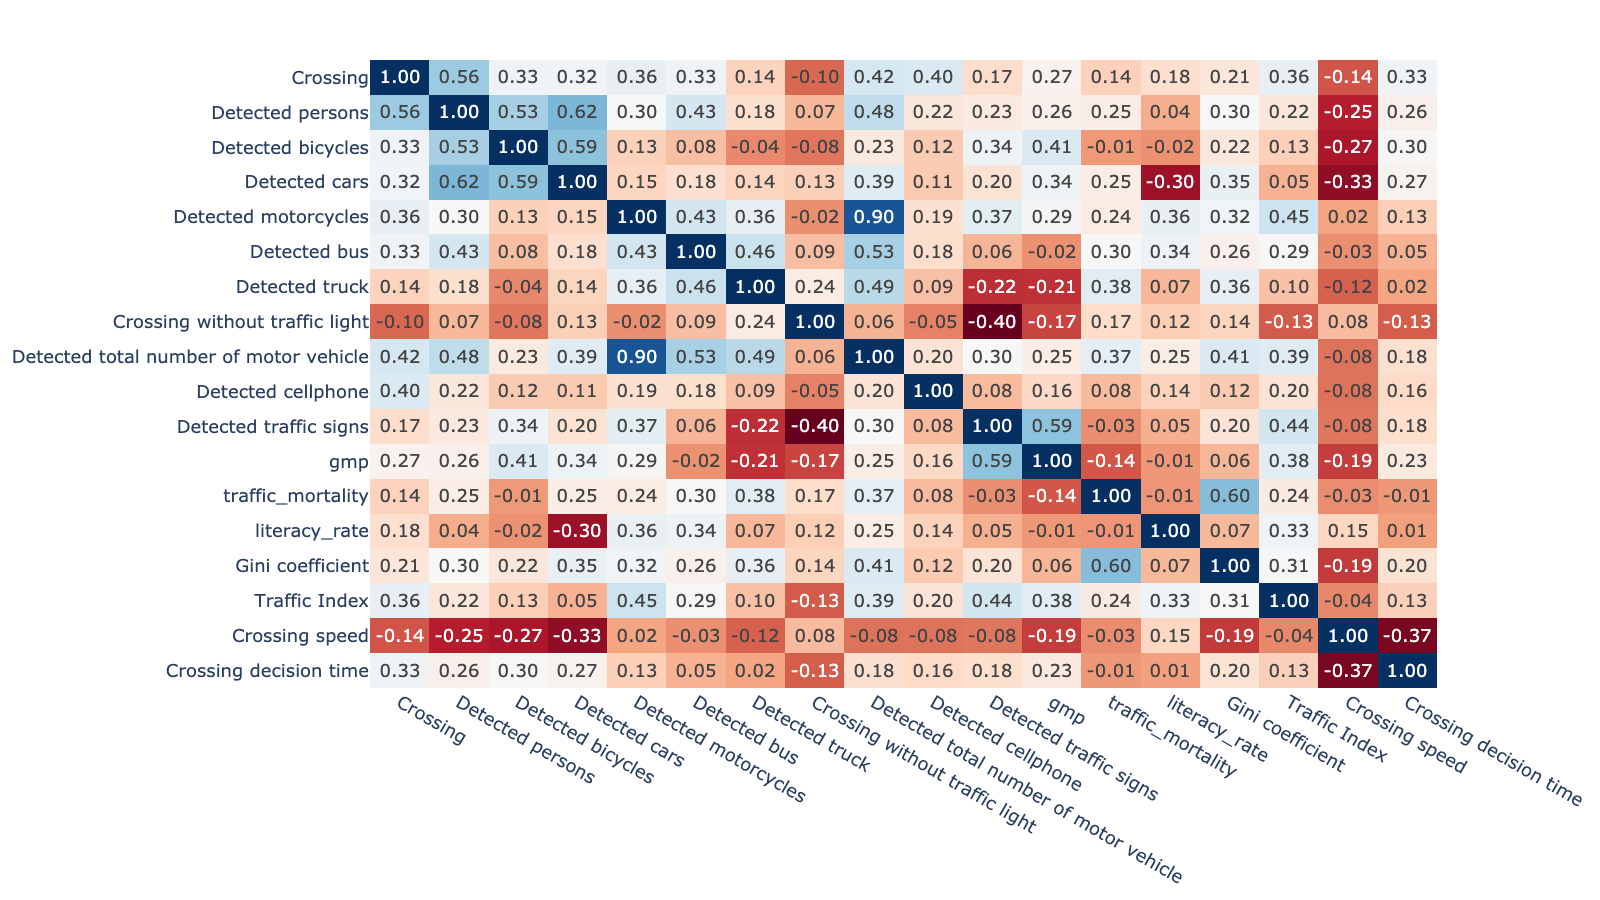 Crossing 1.00 0.56 0.33 0.32 0.36 0.33 0.14 -0.10 0.42 0.40 0.17 0.27 0.14 0.18 0.21 0.36 -0.14 0.33
Detected persons 0.56 1.00 0.53 0.62 0.30 0.43 0.18 0.07 0.48 0.22 0.23 0.26 0.25 0.04 0.30 0.22 -0.25 0.26
Detected bicycles 0.33 0.53 1.00 0.59 0.13 0.08 -0.04 -0.08 0.23 0.12 0.34 0.41 -0.01 -0.02 0.22 0.13 -0.27 0.30
Detected cars 0.32 0.62 0.59 1.00 0.15 0.18 0.14 0.13 0.39 0.11 0.20 0.34 0.25 -0.30 0.35 0.05 -0.33 0.27
Detected motorcycles 0.36 0.30 0.13 0.15 1.00 0.43 0.36 -0.02 0.90 0.19 0.37 0.29 0.24 0.36 0.32 0.45 0.02 0.13
Detected bus 0.33 0.43 0.08 0.18 0.43 1.00 0.46 0.09 0.53 0.18 0.06 -0.02 0.30 0.34 0.26 0.29 -0.03 0.05
Detected truck 0.14 0.18 -0.04 0.14 0.36 0.46 1.00 0.24 0.49 0.09 -0.22 -0.21 0.38 0.07 0.36 0.10 -0.12 0.02
Crossing without traffic light -0.10 0.07 -0.08 0.13 -0.02 0.09 0.24 1.00 0.06 -0.05 -0.40 -0.17 0.17 0.12 0.14 -0.13 0.08 -0.13
Detected total number of motor vehicle 0.42 0.48 0.23 0.39 0.90 0.53 0.49 0.06 1.00 0.20 0.30 0.25 0.37 0.25 0.41 0.39 -0.08 0.18
Detected cellphone 0.40 0.22 0.12 0.11 0.19 0.18 0.09 -0.05 0.20 1.00 0.08 0.16 0.08 0.14 0.12 0.20 -0.08 0.16
Detected traffic signs 0.17 0.23 0.34 0.20 0.37 0.06 -0.22 -0.40 0.30 0.08 1.00 0.59 -0.03 0.05 0.20 0.44 -0.08 0.18
gmp 0.27 0.26 0.41 0.34 0.29 -0.02 -0.21 -0.17 0.25 0.16 0.59 1.00 -0.14 -0.01 0.06 0.38 -0.19 0.23
traffic_mortality 0.14 0.25 -0.01 0.25 0.24 0.30 0.38 0.17 0.37 0.08 -0.03 -0.14 1.00 -0.01 0.60 0.24 -0.03 -0.01
literacy_rate 0.18 0.04 -0.02 -0.30 0.36 0.34 0.07 0.12 0.25 0.14 0.05 -0.01 -0.01 1.00 0.07 0.33 0.15 0.01
Gini coefficient 0.21 0.30 0.22 0.35 0.32 0.26 0.36 0.14 0.41 0.12 0.20 0.06 0.60 0.07 1.00 0.31 -0.19 0.20
Traffic Index 0.36 0.22 0.13 0.05 0.45 0.29 0.10 -0.13 0.39 0.20 0.44 0.38 0.24 0.33 0.31 1.00 -0.04 0.13
Crossing speed -0.14 -0.25 -0.27 -0.33 0.02 -0.03 -0.12 0.08 -0.08 -0.08 -0.08 -0.19 -0.03 0.15 -0.19 -0.04 1.00 -0.37
Crossing decision time 0.33 0.26 0.30 0.27 0.13 0.05 0.02 -0.13 0.18 0.16 0.18 0.23 -0.01 0.01 0.20 0.13 -0.37 1.00
Crossing
Detected persons
Detected bicycles
Detected cars
Detected motorcycles
Detected bus
Detected truck
Crossing without traffic light
Detected total number of motor vehicle
Detected cellphone
Detected traffic signs
gmp
traffic_mortality
literacy_rate
Gini coefficient
Traffic Index
Crossing speed
Crossing decision time